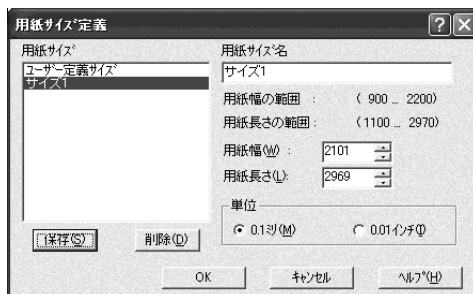 用紙サイズ定義
用紙サイズ
ユーザー定義サイズ
サイズ1
保存(S)
削除(D)
用紙サイズ名
サイズ1
用紙幅の範囲 : ( 900 ... 2200)
用紙長さの範囲 : (1100 ... 2970)
用紙幅(W) : 2101
用紙長さ(L): 2969
単位
0.1ミリ(M) 0.01インチ(I)
OK キャンセル ヘルプ(H)